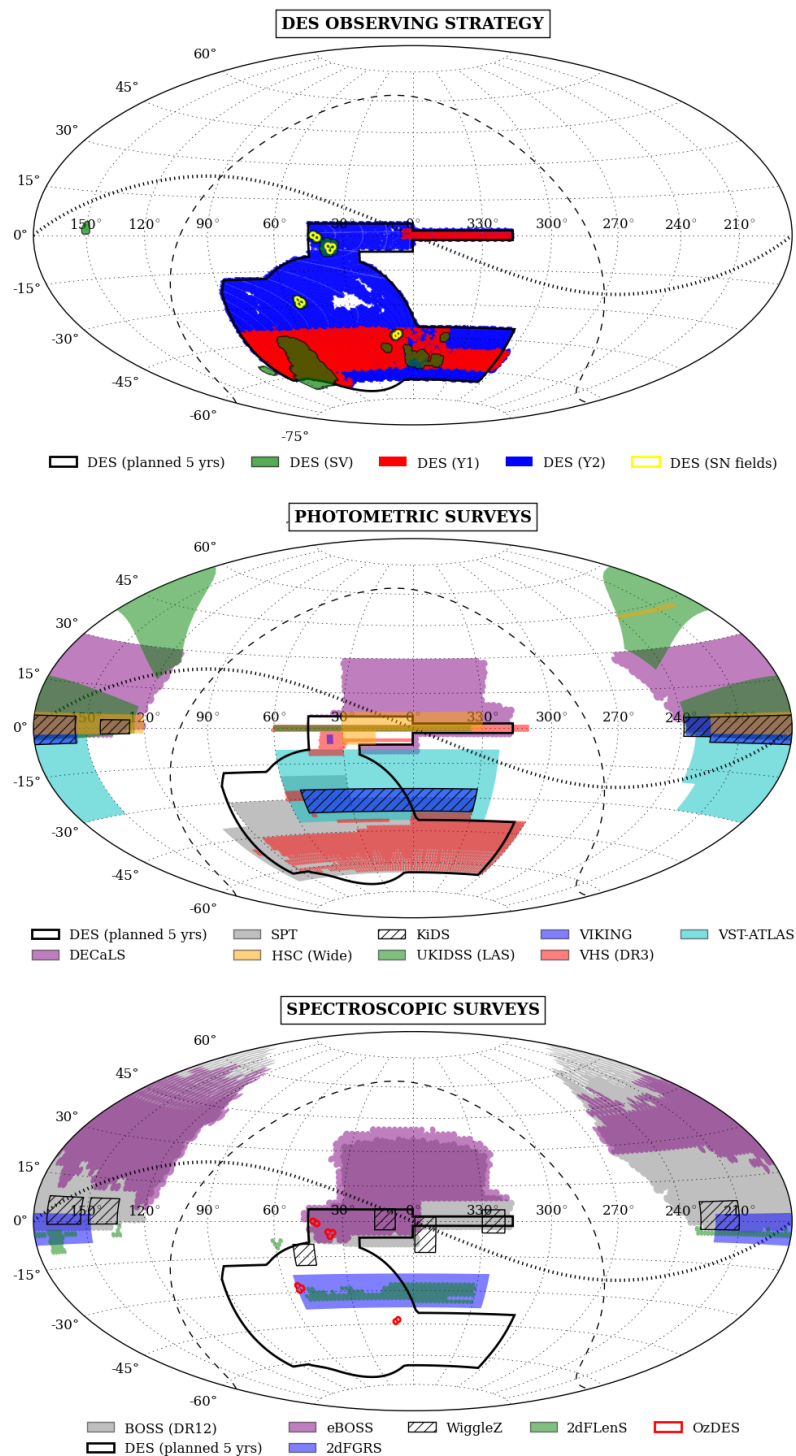 DES OBSERVING STRATEGY
60°
45°
30°
15°
0°
150° 120° 90° 60° 30° 0° 330° 300° 270° 240° 210°
-15°
-30°
-45°
-60°
-75°
DES (planned 5 yrs) DES (SV) DES (Y1) DES (Y2) DES (SN fields)
PHOTOMETRIC SURVEYS
60°
45°
30°
15°
0°
150° 120° 90° 60° 30° 0° 330° 300° 270° 240° 210°
-15°
-30°
-45°
-60°
DES (planned 5 yrs) SPT KiDS VIKING VST-ATLAS
DECaLS HSC (Wide) UKIDSS (LAS) VHS (DR3)
SPECTROSCOPIC SURVEYS
60°
45°
30°
15°
0°
150° 120° 90° 60° 30° 0° 330° 300° 270° 240° 210°
-15°
-30°
-45°
-60°
BOSS (DR12) eBOSS WiggleZ 2dFLenS OzDES
DES (planned 5 yrs) 2dFGRS